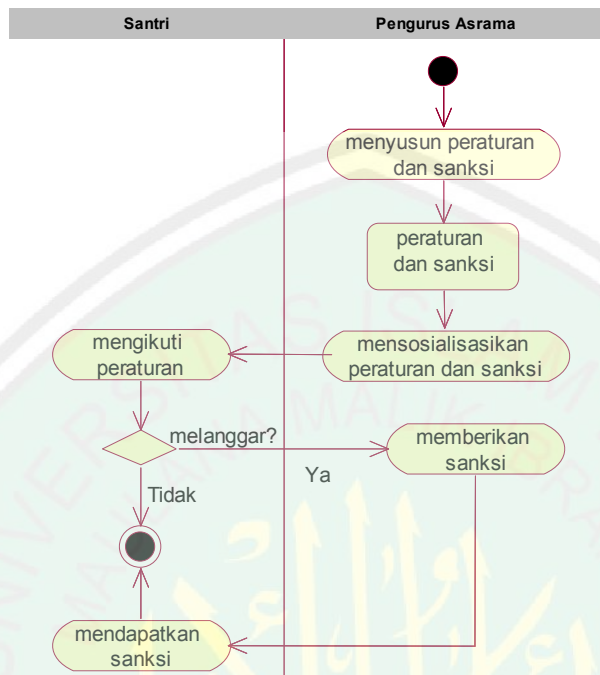 Santri
Pengurus Asrama
menyusun peraturan
dan sanksi
peraturan
dan sanksi
mensosialisasikan
peraturan dan sanksi
mengikuti
peraturan
melanggar?
Ya
Tidak
memberikan
sanksi
mendapatkan
sanksi